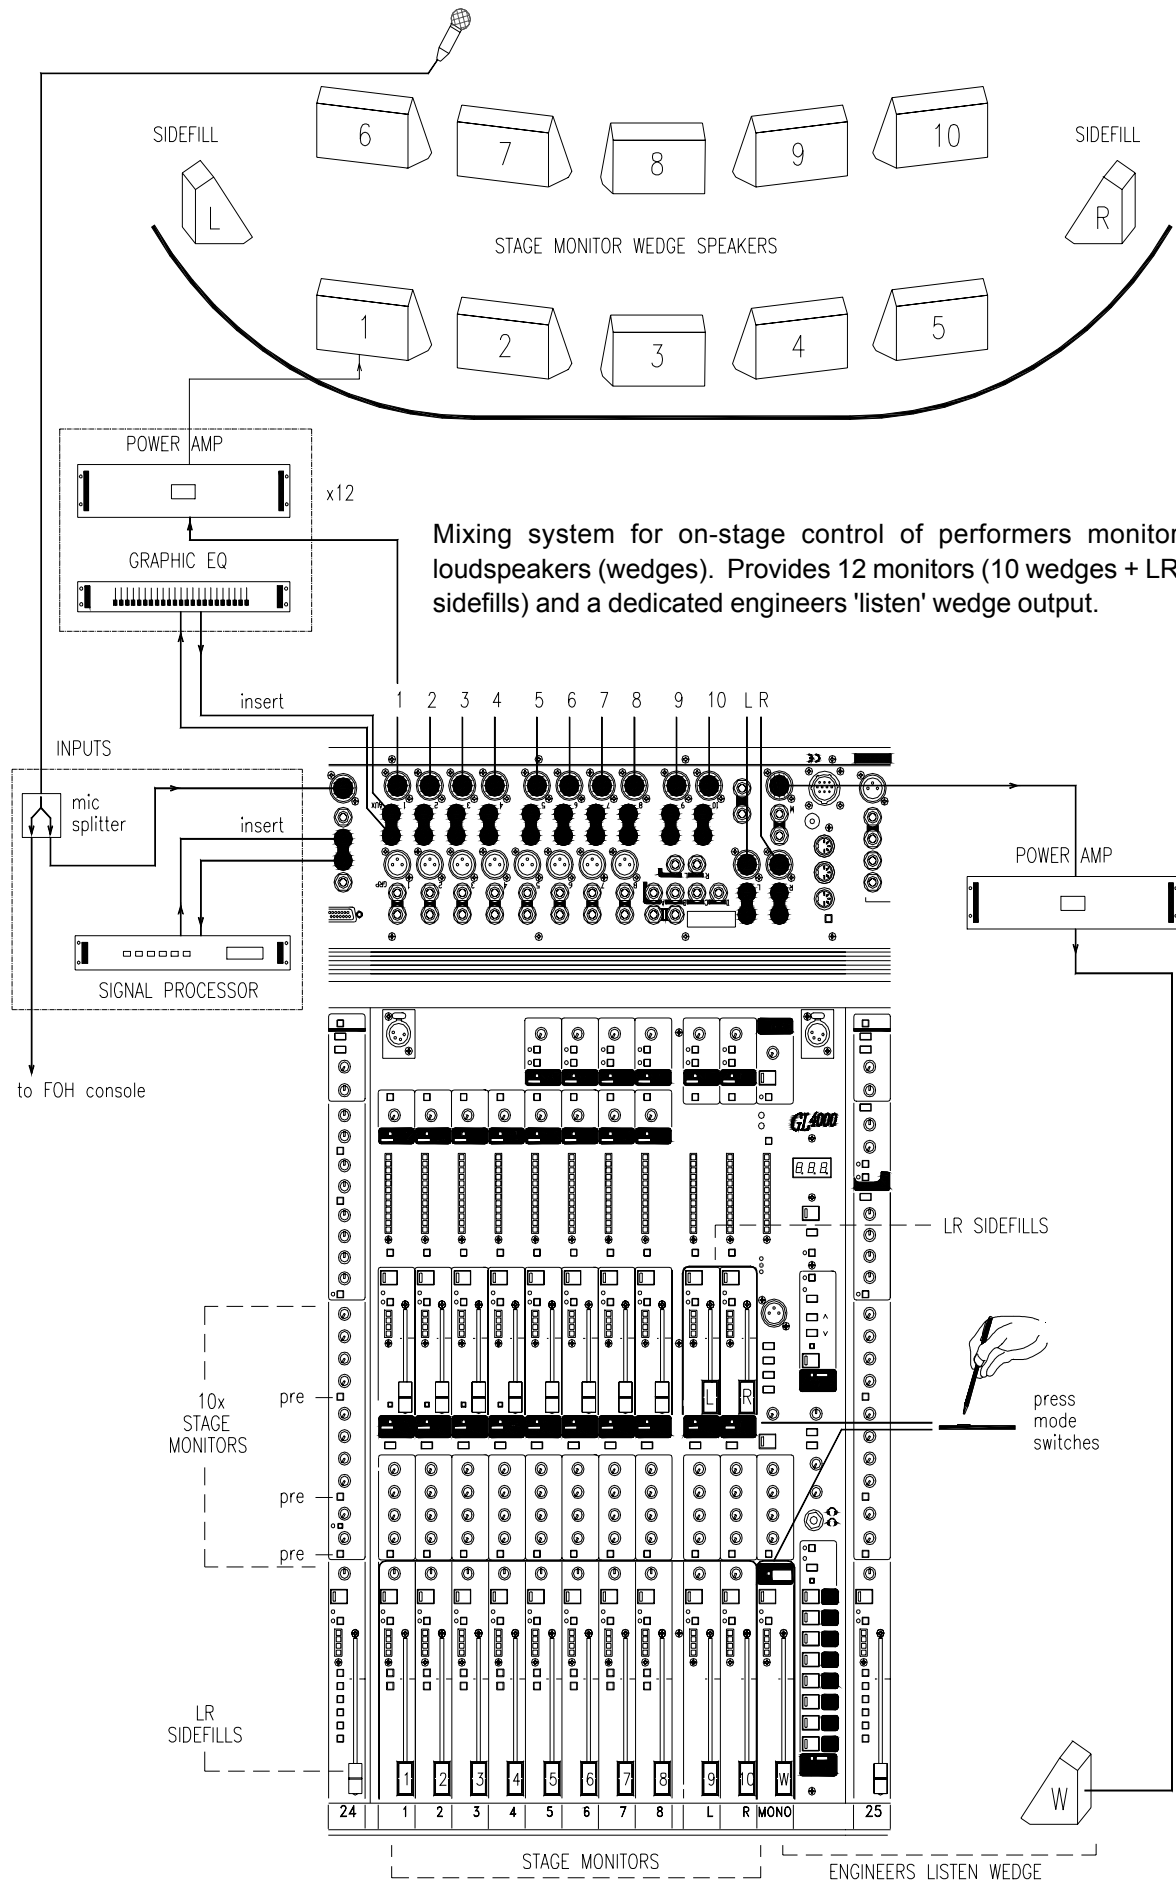 6
7
8
9
10
SIDEFILL
SIDEFILL
L
R
STAGE MONITOR WEDGE SPEAKERS
1
2
3
4
5
POWER AMP
x12
GRAPHIC EQ
Mixing system for on-stage control of performers monitor
loudspeakers (wedges). Provides 12 monitors (10 wedges + LR
sidefills) and a dedicated engineers 'listen' wedge output.
insert
1 2 3 4 5 6 7 8 9 10 L R
INPUTS
mic
splitter
insert
POWER AMP
SIGNAL PROCESSOR
to FOH console
GL4000
LR SIDEFILLS
L R
10x
STAGE
MONITORS
pre
pre
pre
press
mode
switches
LR
SIDEFILLS
1 2 3 4 5 6 7 8 9 10 W
W
24 1 2 3 4 5 6 7 8 L R MONO 25
STAGE MONITORS
ENGINEERS LISTEN WEDGE